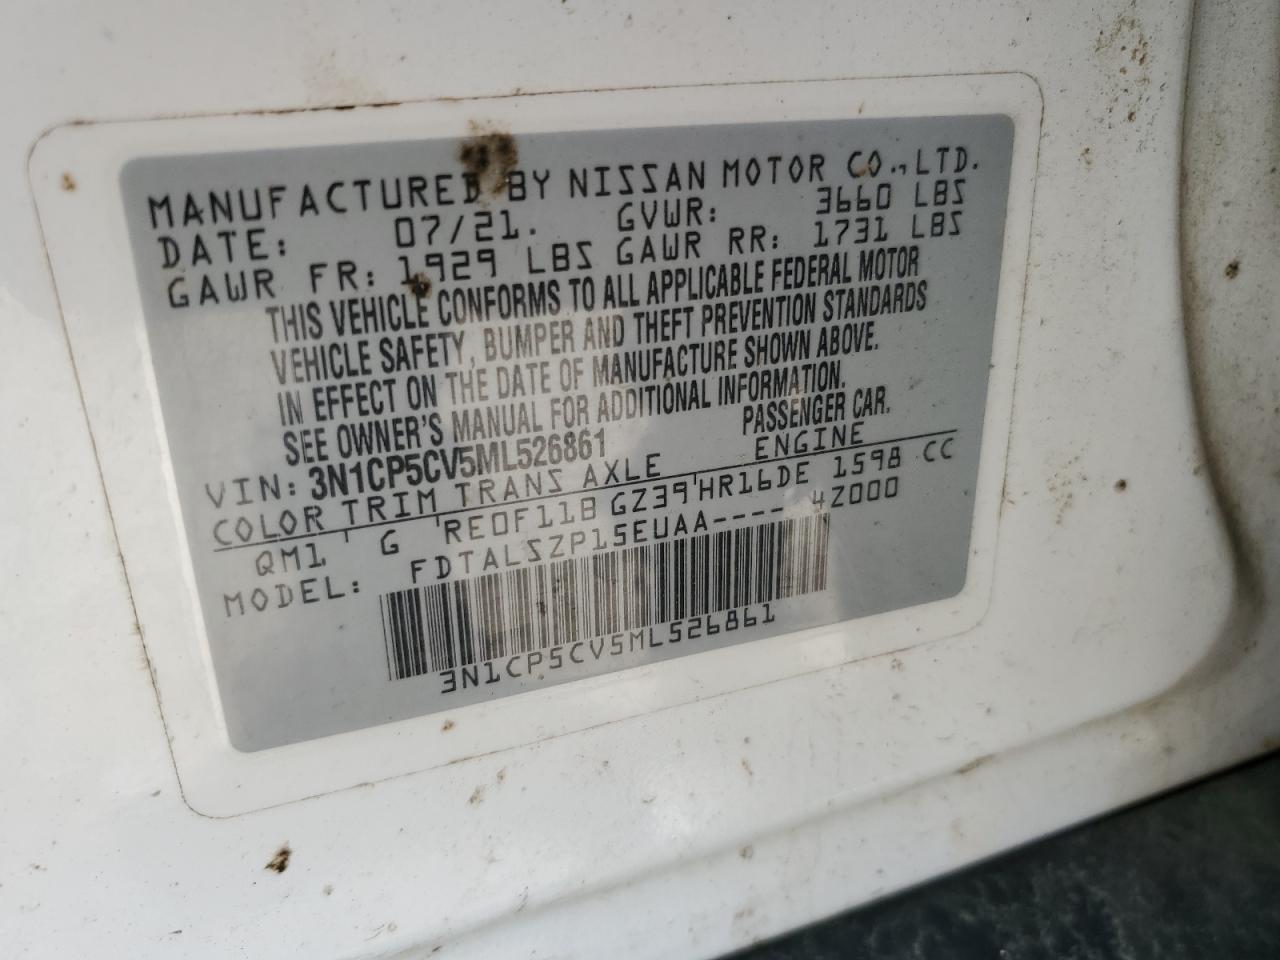 MANUFACTURED BY NISSAN MOTOR CO., LTD.
DATE: 07/21. GVWR: 3660 LBS
GAWR FR: 1929 LBS GAWR RR: 1731 LBS
THIS VEHICLE CONFORMS TO ALL APPLICABLE FEDERAL MOTOR
VEHICLE SAFETY, BUMPER AND THEFT PREVENTION STANDARDS
IN EFFECT ON THE DATE OF MANUFACTURE SHOWN ABOVE.
SEE OWNER'S MANUAL FOR ADDITIONAL INFORMATION.
VIN: 3N1CP5CV5ML526861 PASSENGER CAR.
COLOR TRIM TRANS AXLE ENGINE
QM1 G RE0F11B GZ39 HR16DE 1598 CC
MODEL: FDTALSZP15EUAA---- 4Z000
3N1CP5CV5ML526861